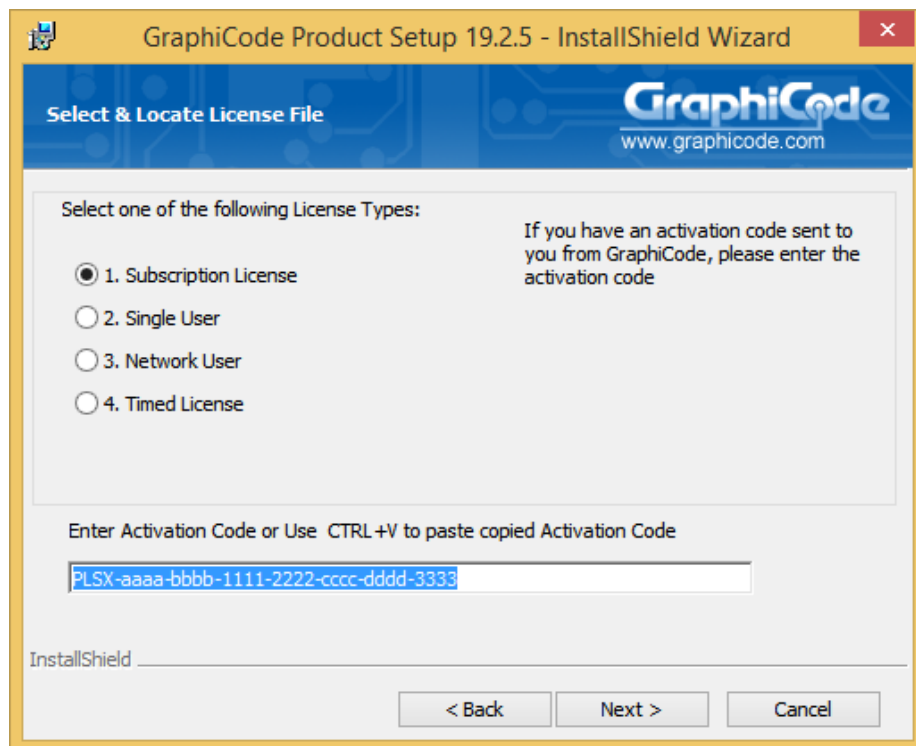 GraphiCode Product Setup 19.2.5 - InstallShield Wizard
Select & Locate License File
GraphiCode
www.graphicode.com
Select one of the following License Types:
If you have an activation code sent to
you from GraphiCode, please enter the
activation code
1. Subscription License
2. Single User
3. Network User
4. Timed License
Enter Activation Code or Use CTRL+V to paste copied Activation Code
PLSX-aaaa-bbbb-1111-2222-cccc-dddd-3333
InstallShield
< Back
Next >
Cancel